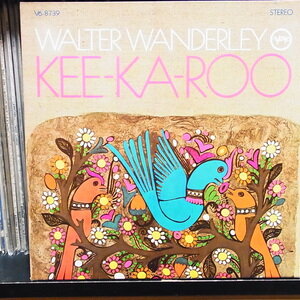 V6-8739
STEREO
WALTER WANDERLEY
KEE-KA-ROO